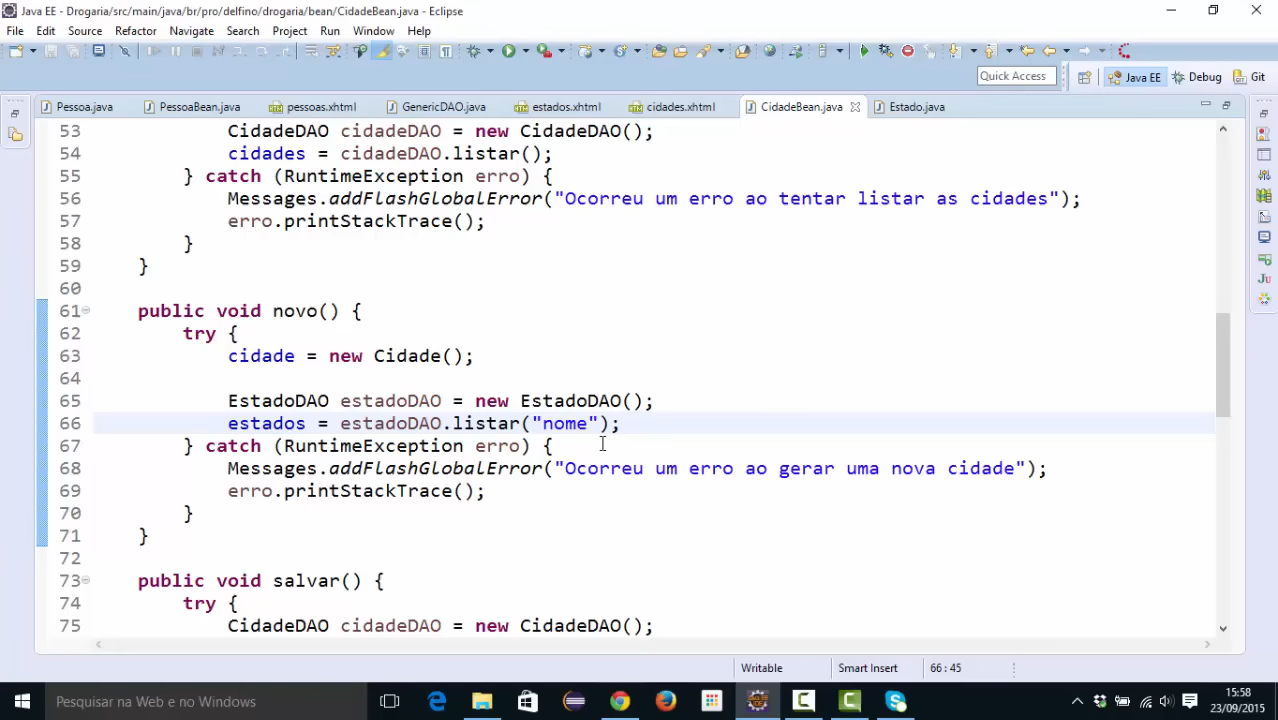 Java EE - Drogaria/src/main/java/br/pro/delfino/drogaria/bean/CidadeBean.java - Eclipse
File Edit Source Refactor Navigate Search Project Run Window Help
Quick Access Java EE Debug Git
Pessoa.java PessoaBean.java pessoas.xhtml GenericDAO.java estados.xhtml cidades.xhtml CidadeBean.java Estado.java
53 CidadeDAO cidadeDAO = new CidadeDAO();
54 cidades = cidadeDAO.listar();
55 } catch (RuntimeException erro) {
56 Messages.addFlashGlobalError("Ocorreu um erro ao tentar listar as cidades");
57 erro.printStackTrace();
58 }
59 }
60
61 public void novo() {
62 try {
63 cidade = new Cidade();
64
65 EstadoDAO estadoDAO = new EstadoDAO();
66 estados = estadoDAO.listar("nome");
67 } catch (RuntimeException erro) {
68 Messages.addFlashGlobalError("Ocorreu um erro ao gerar uma nova cidade");
69 erro.printStackTrace();
70 }
71 }
72
73 public void salvar() {
74 try {
75 CidadeDAO cidadeDAO = new CidadeDAO();
Writable Smart Insert 66 : 45
Pesquisar na Web e no Windows
15:58
23/09/2015